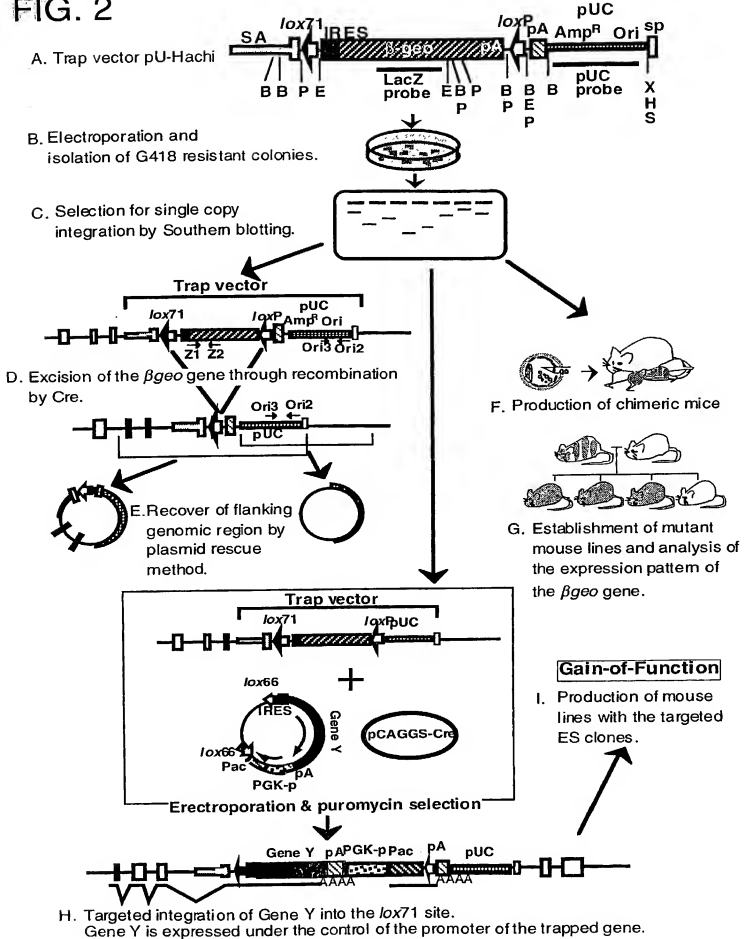 FIG. 2
A. Trap vector pU-Hachi
SA
lox71
IRES
β-geo
pA
loxP
pA
pUC
AmpR
Ori
sp
B B P E
LacZ
probe
E B P
P
B
P
B
E
P
B
pUC
probe
X
H
S
B. Electroporation and
isolation of G418 resistant colonies.
C. Selection for single copy
integration by Southern blotting.
Trap vector
lox71
loxP
pUC
AmpR Ori
Z1 Z2
Ori3 Ori2
D. Excision of the βgeo gene through recombination
by Cre.
Ori3 Ori2
pUC
E. Recover of flanking
genomic region by
plasmid rescue
method.
F. Production of chimeric mice
G. Establishment of mutant
mouse lines and analysis of
the expression pattern of
the βgeo gene.
Trap vector
lox71
loxP
pUC
+
lox66
IRES
Gene Y
lox66
Pac
PGK-p
pA
pCAGGS-Cre
Erectroporation & puromycin selection
Gain-of-Function
I. Production of mouse
lines with the targeted
ES clones.
Gene Y pA PGK-p Pac pA pUC
AAAA
AAAA
H. Targeted integration of Gene Y into the lox71 site.
Gene Y is expressed under the control of the promoter of the trapped gene.